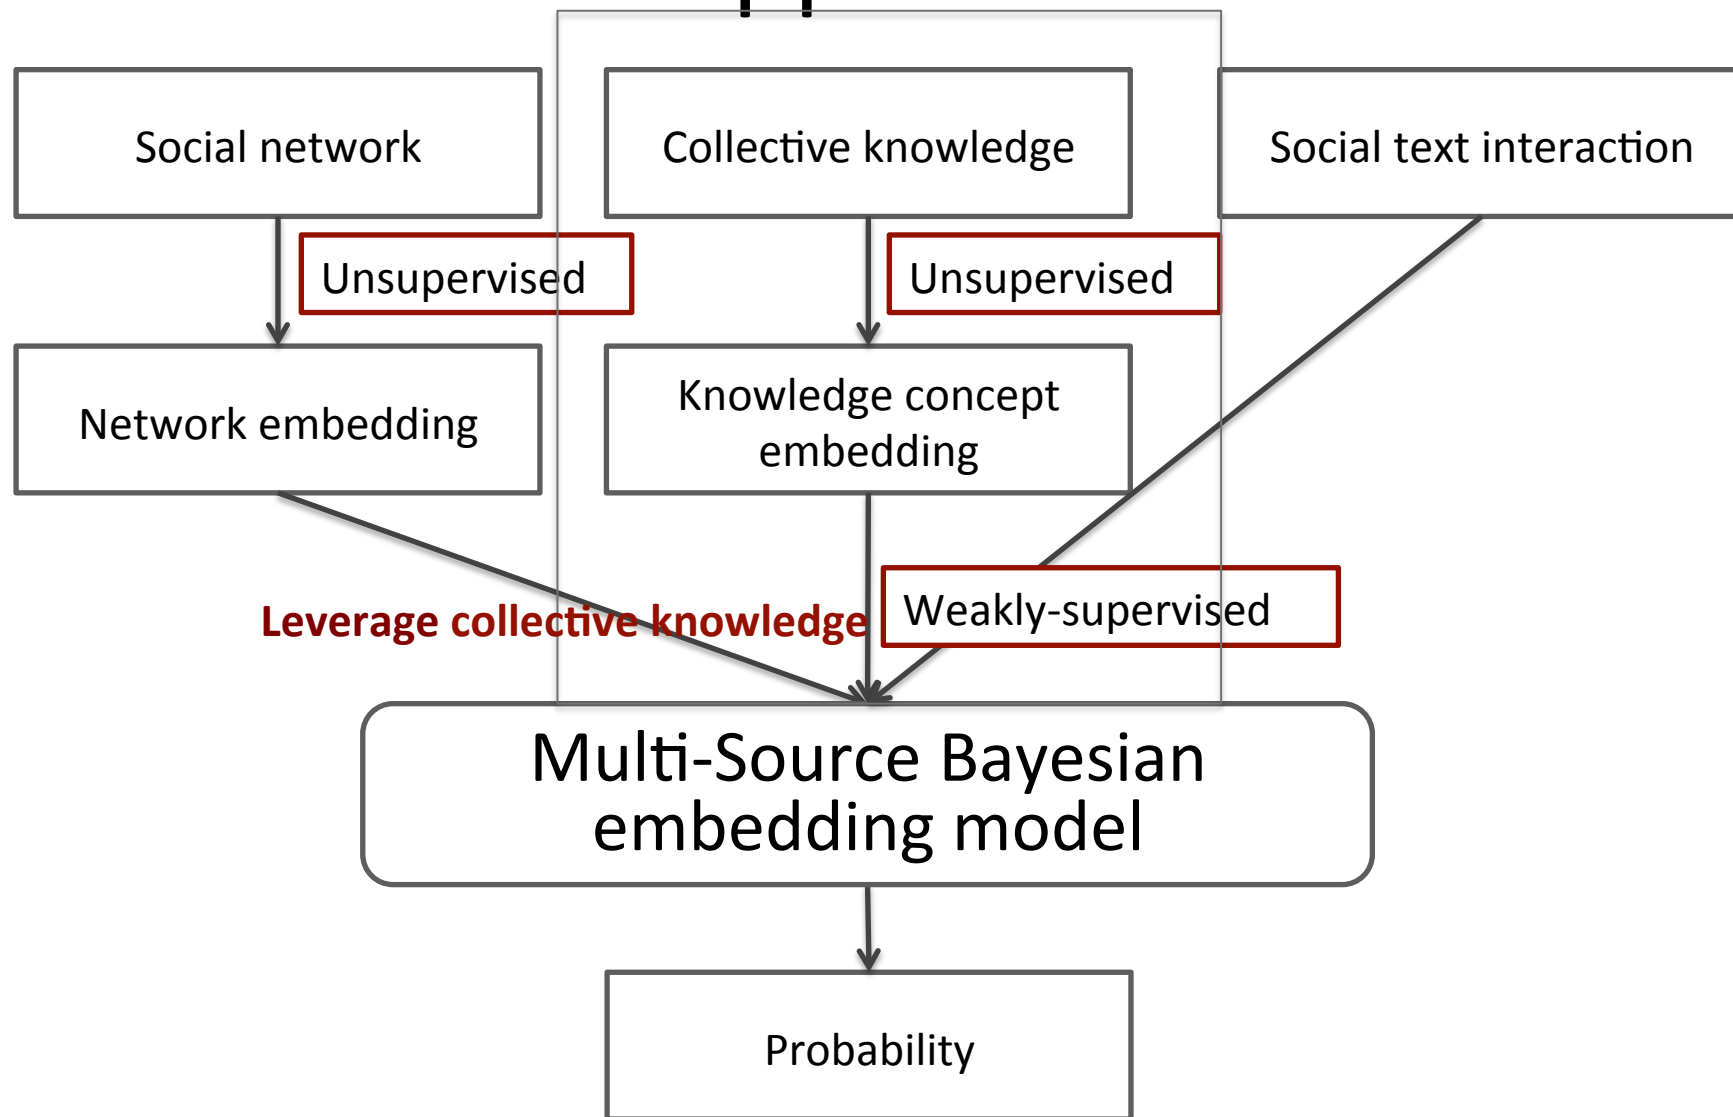 Social network
Collective knowledge
Social text interaction
Unsupervised
Unsupervised
Network embedding
Knowledge concept
embedding
Leverage collective knowledge
Weakly-supervised
Multi-Source Bayesian
embedding model
Probability